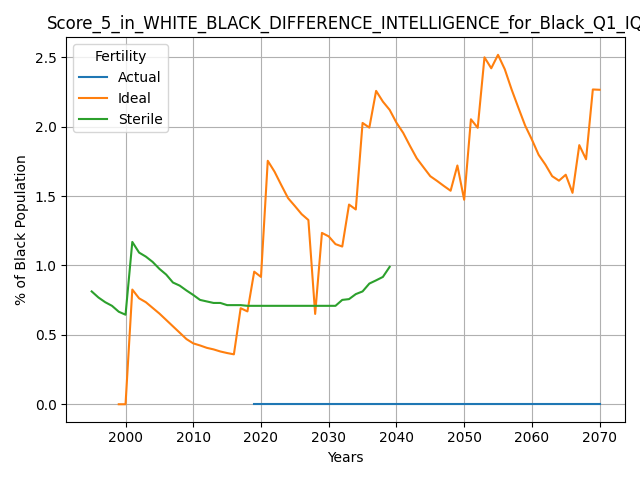 Score_5_in_WHITE_BLACK_DIFFERENCE_INTELLIGENCE_for_Black_Q1_IQ
Fertility
Actual
Ideal
Sterile
% of Black Population
2.5
2.0
1.5
1.0
0.5
0.0
2000 2010 2020 2030 2040 2050 2060 2070
Years